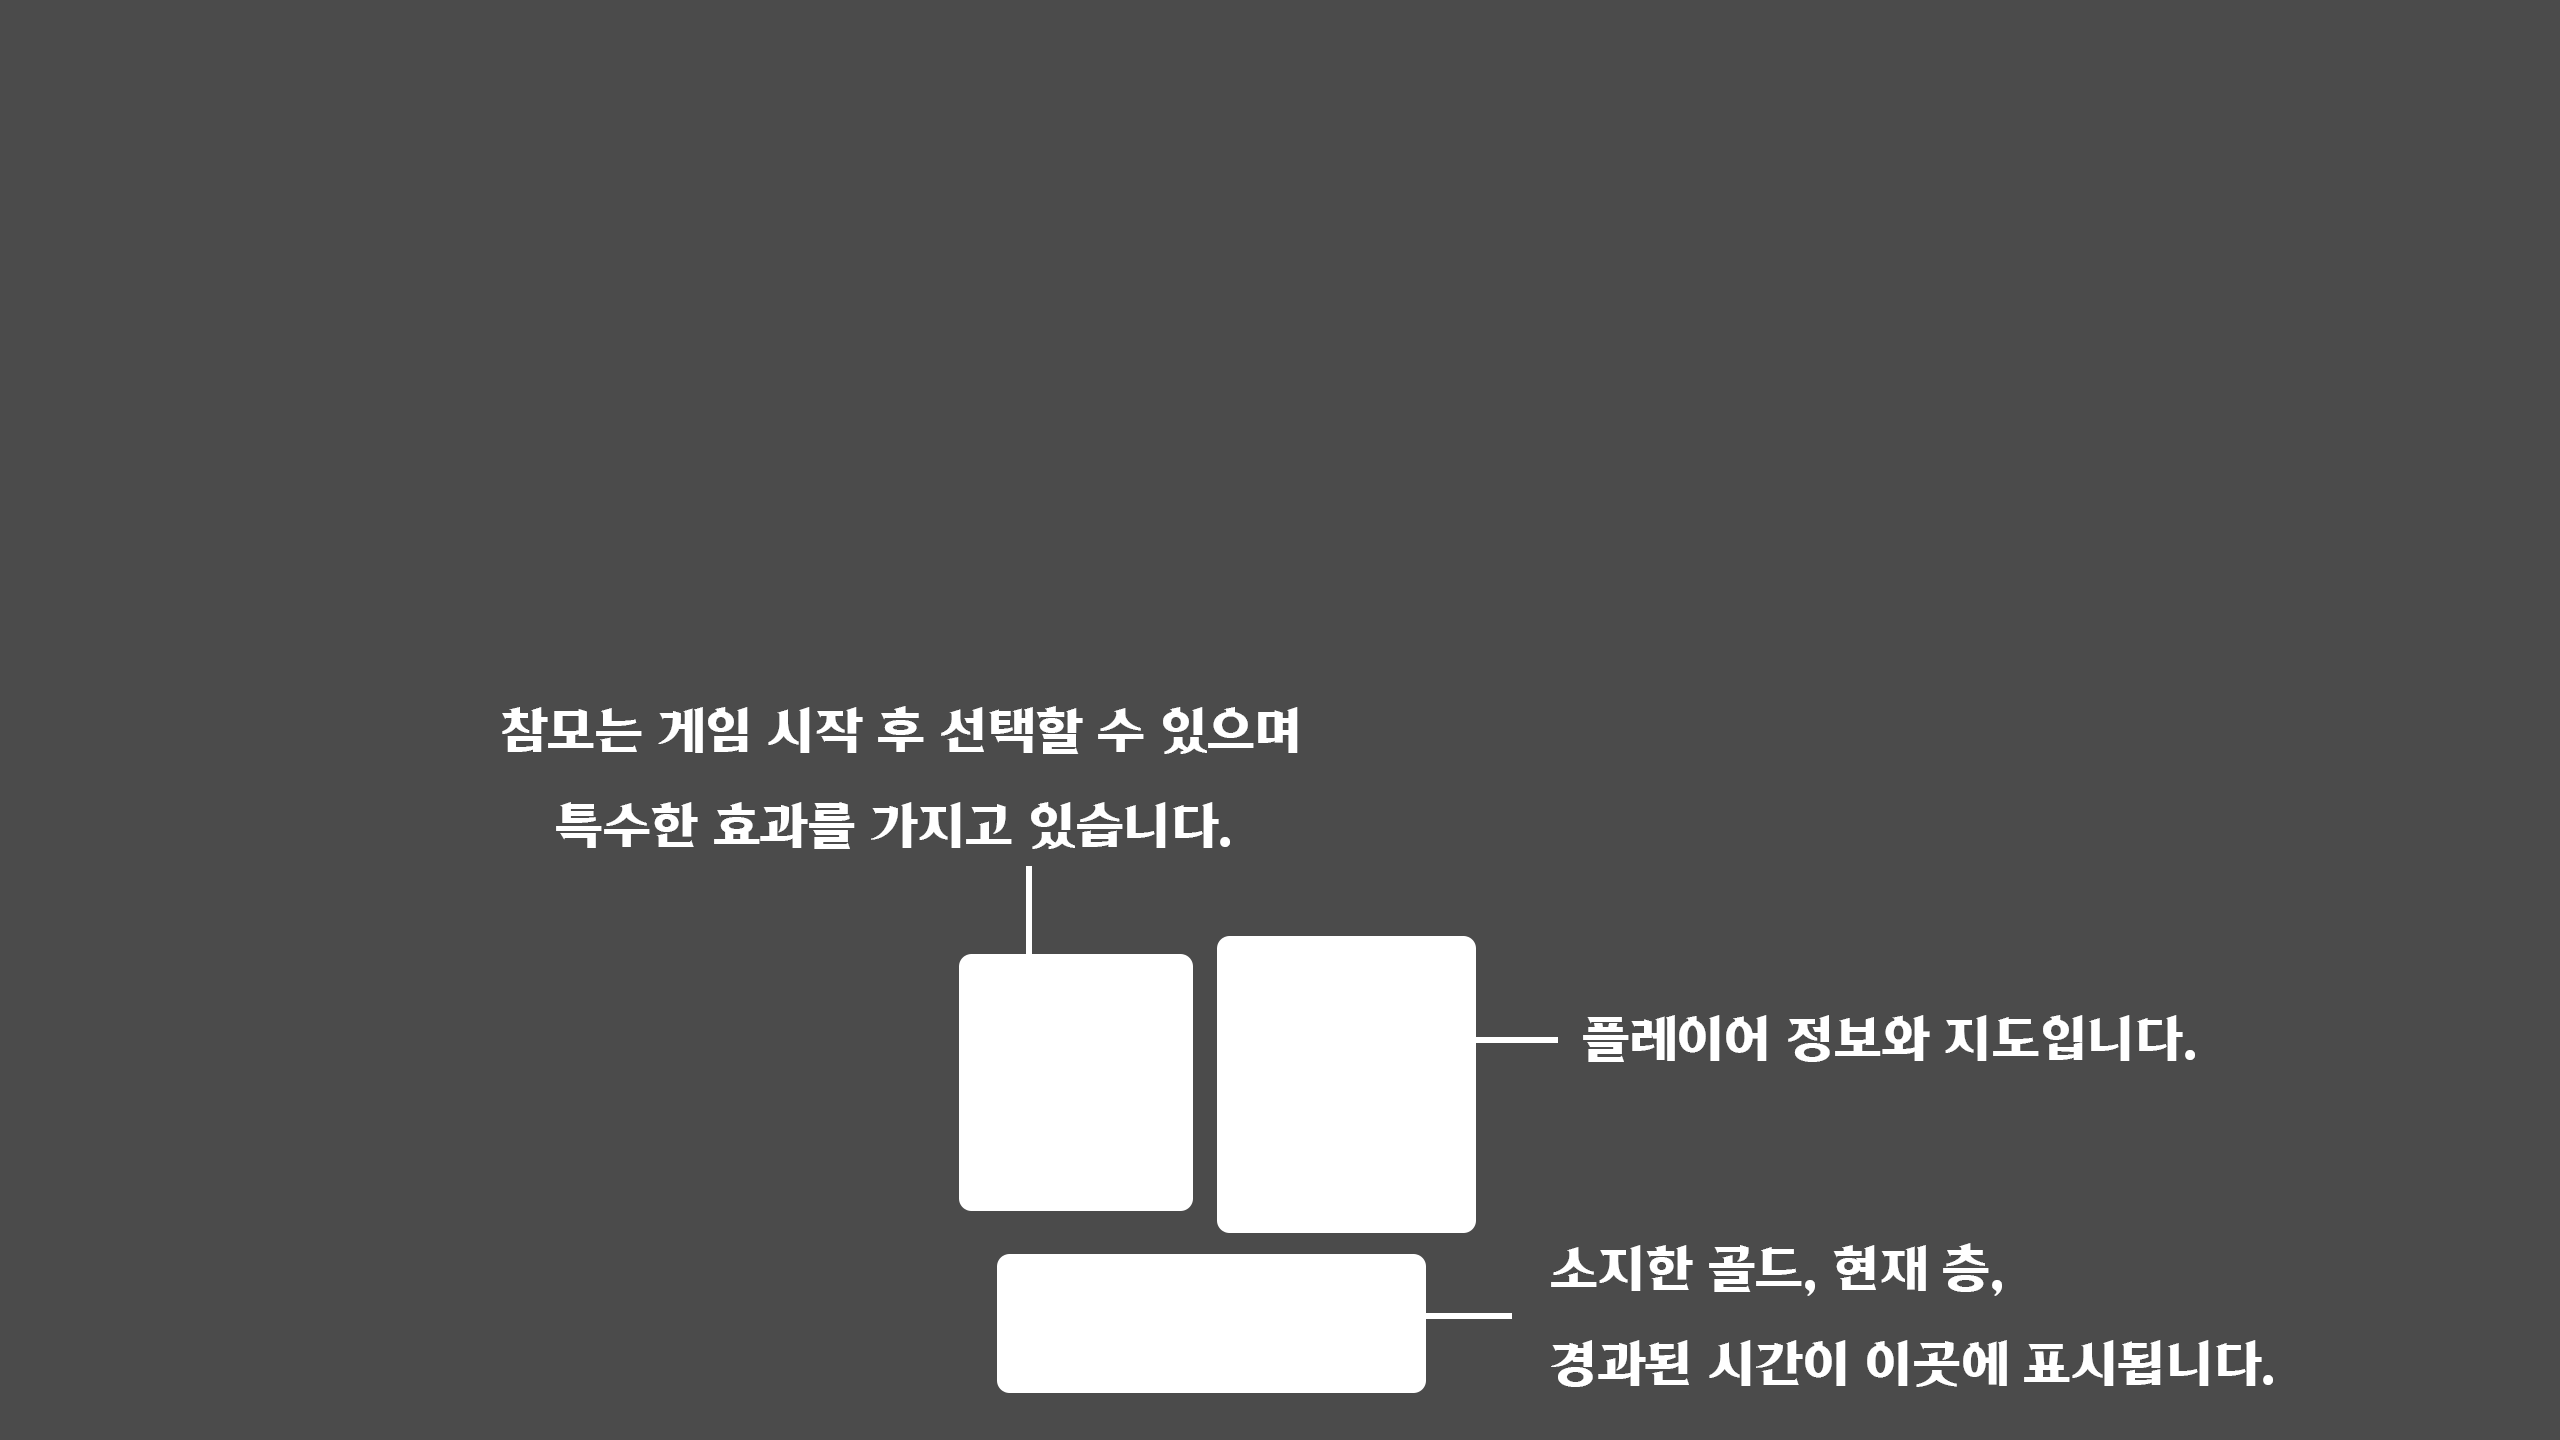 참모는 게임 시작 후 선택할 수 있으며
특수한 효과를 가지고 있습니다.
플레이어 정보와 지도입니다.
소지한 골드, 현재 층,
경과된 시간이 이곳에 표시됩니다.